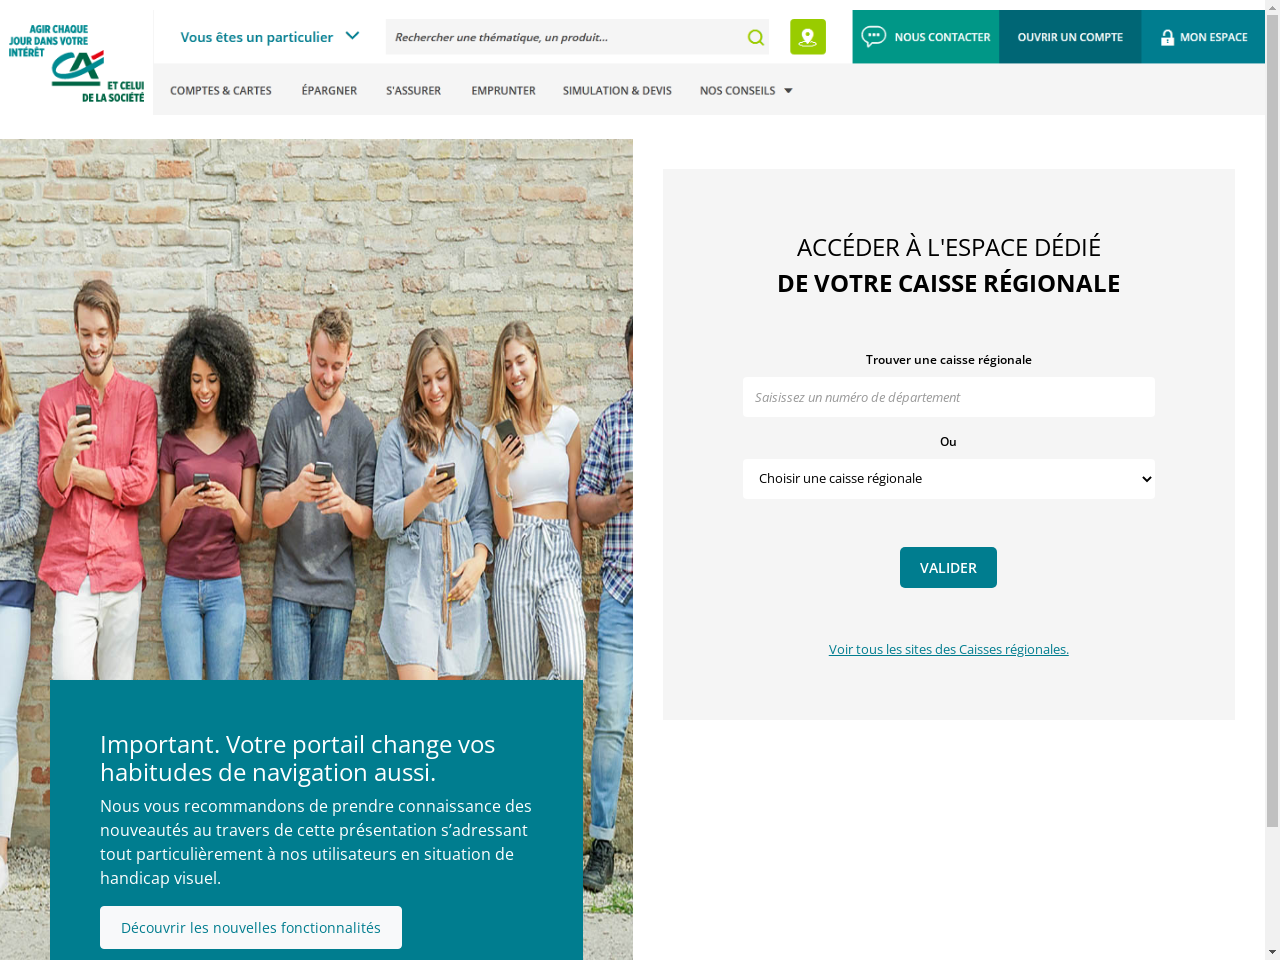 AGIR CHAQUE
JOUR DANS VOTRE
INTÉRÊT
CA
ET CELUI
DE LA SOCIÉTÉ
Vous êtes un particulier
Rechercher une thématique, un produit...
NOUS CONTACTER
OUVRIR UN COMPTE
MON ESPACE
COMPTES & CARTES
ÉPARGNER
S'ASSURER
EMPRUNTER
SIMULATION & DEVIS
NOS CONSEILS
ACCÉDER À L'ESPACE DÉDIÉ
DE VOTRE CAISSE RÉGIONALE
Trouver une caisse régionale
Saisissez un numéro de département
Ou
Choisir une caisse régionale
VALIDER
Voir tous les sites des Caisses régionales.
Important. Votre portail change vos
habitudes de navigation aussi.
Nous vous recommandons de prendre connaissance des
nouveautés au travers de cette présentation s’adressant
tout particulièrement à nos utilisateurs en situation de
handicap visuel.
Découvrir les nouvelles fonctionnalités